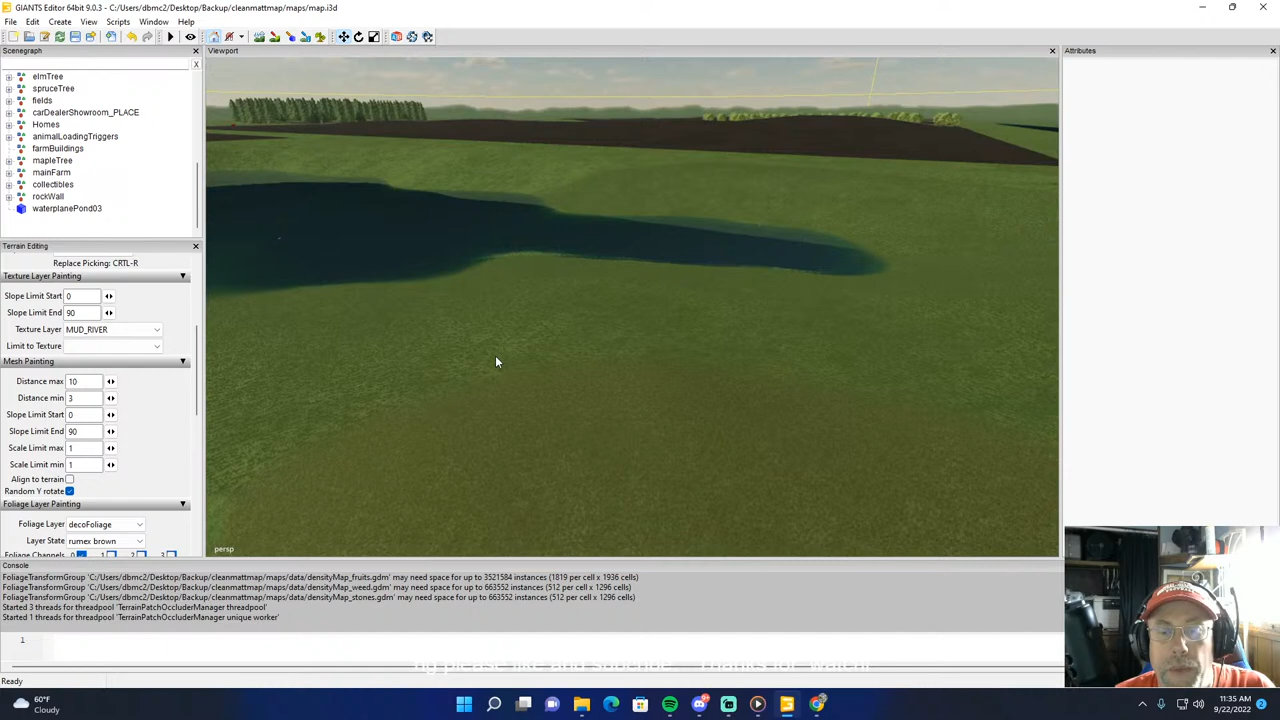 GIANTS Editor 64bit 9.0.3 - C:/Users/dbmc2/Desktop/Backup/cleanmattmap/maps/map.i3d
File Edit Create View Scripts Window Help
Scenegraph
X
elmTree
spruceTree
fields
carDealerShowroom_PLACE
Homes
animalLoadingTriggers
farmBuildings
mapleTree
mainFarm
collectibles
rockWall
waterplanePond03
Terrain Editing
Replace Picking: CRTL-R
Texture Layer Painting
Slope Limit Start 0
Slope Limit End 90
Texture Layer MUD_RIVER
Limit to Texture
Mesh Painting
Distance max 10
Distance min 3
Slope Limit Start 0
Slope Limit End 90
Scale Limit max 1
Scale Limit min 1
Align to terrain
Random Y rotate
Foliage Layer Painting
Foliage Layer decoFoliage
Layer State rumex brown
Foliage Channels 0 1 2 3
Viewport
persp
Attributes
Console
FoliageTransformGroup 'C:/Users/dbmc2/Desktop/Backup/cleanmattmap/maps/data/densityMap_fruits.gdm' may need space for up to 3521584 instances (1819 per cell x 1936 cells)
FoliageTransformGroup 'C:/Users/dbmc2/Desktop/Backup/cleanmattmap/maps/data/densityMap_weed.gdm' may need space for up to 663552 instances (512 per cell x 1296 cells)
FoliageTransformGroup 'C:/Users/dbmc2/Desktop/Backup/cleanmattmap/maps/data/densityMap_stones.gdm' may need space for up to 663552 instances (512 per cell x 1296 cells)
Started 3 threads for threadpool 'TerrainPatchOccluderManager threadpool'
Started 1 threads for threadpool 'TerrainPatchOccluderManager unique worker'
1
Ready
60°F
Cloudy
11:35 AM
9/22/2022